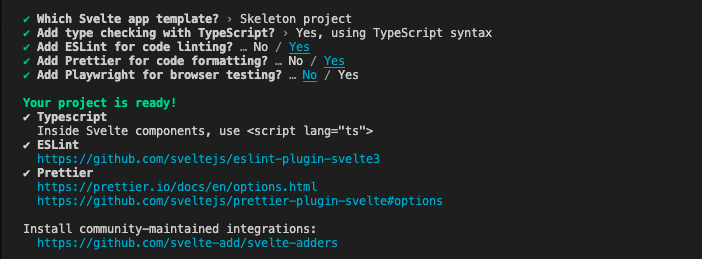 ✔ Which Svelte app template? › Skeleton project
✔ Add type checking with TypeScript? › Yes, using TypeScript syntax
✔ Add ESLint for code linting? … No / Yes
✔ Add Prettier for code formatting? … No / Yes
✔ Add Playwright for browser testing? … No / Yes
Your project is ready!
✔ Typescript
Inside Svelte components, use <script lang="ts">
✔ ESLint
https://github.com/sveltejs/eslint-plugin-svelte3
✔ Prettier
https://prettier.io/docs/en/options.html
https://github.com/sveltejs/prettier-plugin-svelte#options
Install community-maintained integrations:
https://github.com/svelte-add/svelte-adders